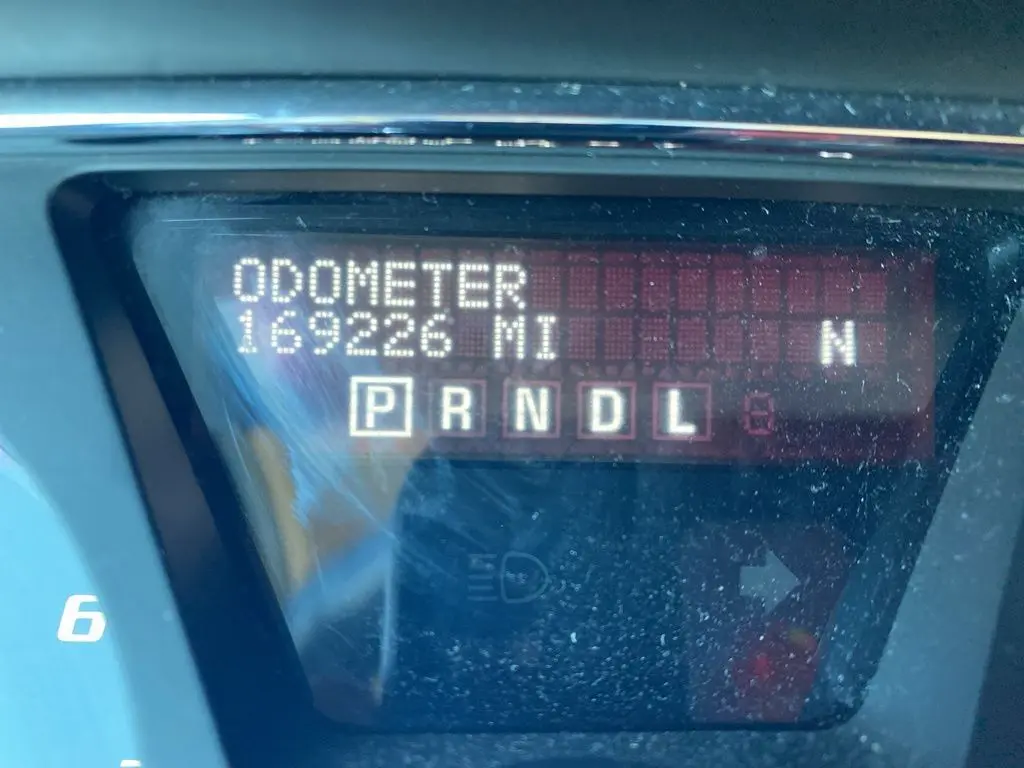 ODOMETER
169226 MI N
P R N D L
6